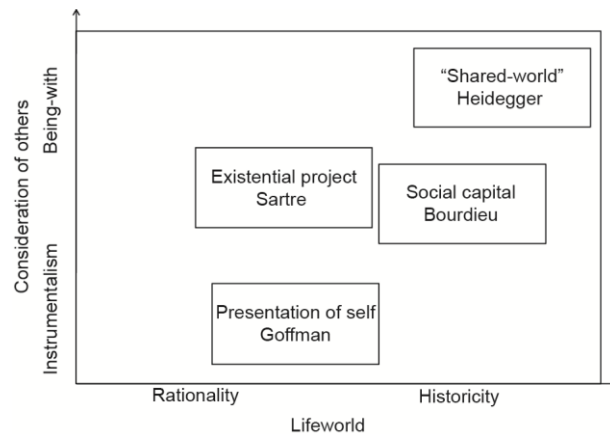 Consideration of others
Being-with
Instrumentalism
“Shared-world”
Heidegger
Existential project
Sartre
Social capital
Bourdieu
Presentation of self
Goffman
Rationality
Historicity
Lifeworld